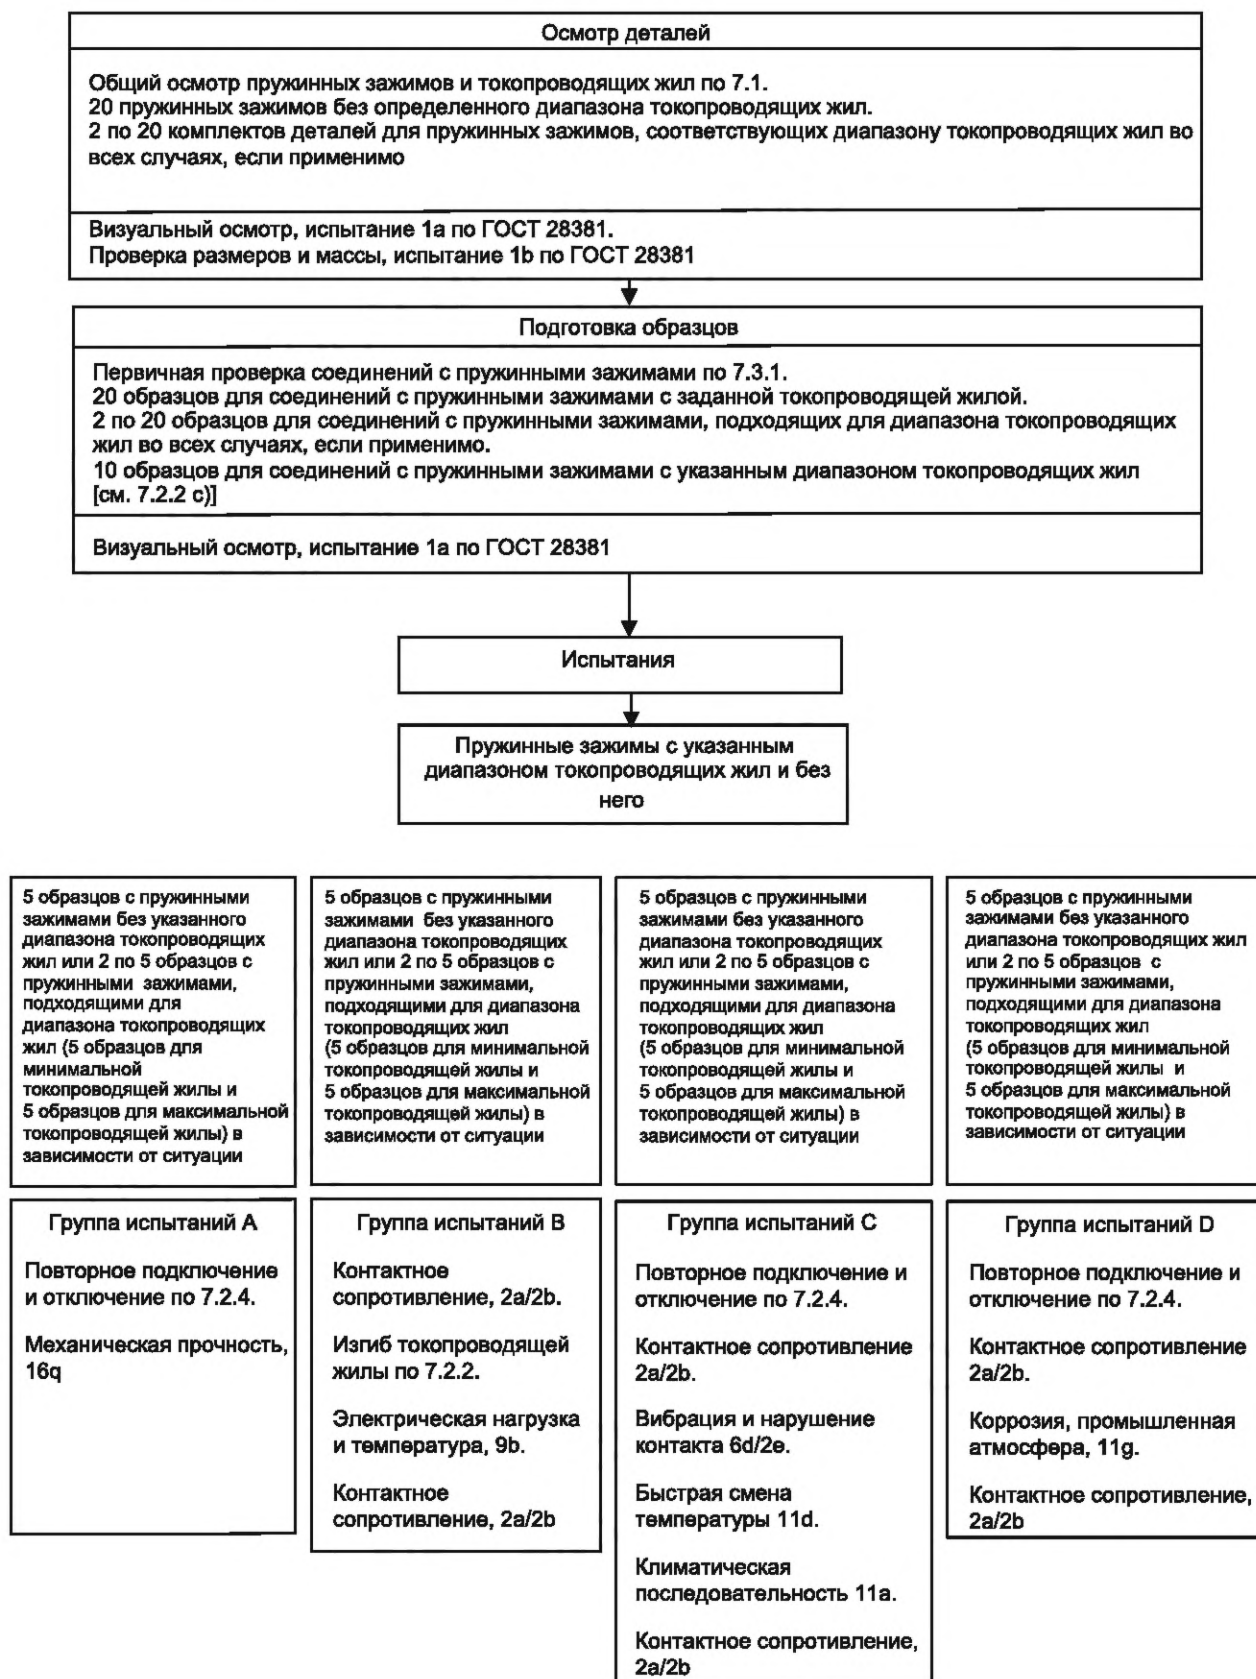 Осмотр деталей
Общий осмотр пружинных зажимов и токопроводящих жил по 7.1.
20 пружинных зажимов без определенного диапазона токопроводящих жил.
2 по 20 комплектов деталей для пружинных зажимов, соответствующих диапазону токопроводящих жил во
всех случаях, если применимо
Визуальный осмотр, испытание 1а по ГОСТ 28381.
Проверка размеров и массы, испытание 1b по ГОСТ 28381
Подготовка образцов
Первичная проверка соединений с пружинными зажимами по 7.3.1.
20 образцов для соединений с пружинными зажимами с заданной токопроводящей жилой.
2 по 20 образцов для соединений с пружинными зажимами, подходящих для диапазона токопроводящих
жил во всех случаях, если применимо.
10 образцов для соединений с пружинными зажимами с указанным диапазоном токопроводящих жил
[см. 7.2.2 с)]
Визуальный осмотр, испытание 1а по ГОСТ 28381
Испытания
Пружинные зажимы с указанным
диапазоном токопроводящих жил и без
него
5 образцов с пружинными
зажимами без указанного
диапазона токопроводящих
жил или 2 по 5 образцов с
пружинными зажимами,
подходящими для
диапазона токопроводящих
жил (5 образцов для
минимальной
токопроводящей жилы и
5 образцов для максимальной
токопроводящей жилы) в
зависимости от ситуации
5 образцов с пружинными
зажимами без указанного
диапазона токопроводящих
жил или 2 по 5 образцов с
пружинными зажимами,
подходящими для диапазона
токопроводящих жил
(5 образцов для минимальной
токопроводящей жилы и
5 образцов для максимальной
токопроводящей жилы) в
зависимости от ситуации
5 образцов с пружинными
зажимами без указанного
диапазона токопроводящих
жил или 2 по 5 образцов с
пружинными зажимами,
подходящими для диапазона
токопроводящих жил
(5 образцов для минимальной
токопроводящей жилы и
5 образцов для максимальной
токопроводящей жилы) в
зависимости от ситуации
5 образцов с пружинными
зажимами без указанного
диапазона токопроводящих жил
или 2 по 5 образцов с
пружинными зажимами,
подходящими для диапазона
токопроводящих жил
(5 образцов для минимальной
токопроводящей жилы и
5 образцов для максимальной
токопроводящей жилы) в
зависимости от ситуации
Группа испытаний А
Повторное подключение
и отключение по 7.2.4.
Механическая прочность,
16q
Группа испытаний В
Контактное
сопротивление, 2a/2b.
Изгиб токопроводящей
жилы по 7.2.2.
Электрическая нагрузка
и температура, 9b.
Контактное
сопротивление, 2a/2b
Группа испытаний С
Повторное подключение и
отключение по 7.2.4.
Контактное сопротивление
2a/2b.
Вибрация и нарушение
контакта 6d/2e.
Быстрая смена
температуры 11d.
Климатическая
последовательность 11a.
Контактное сопротивление,
2a/2b
Группа испытаний D
Повторное подключение и
отключение по 7.2.4.
Контактное сопротивление
2a/2b.
Коррозия, промышленная
атмосфера, 11g.
Контактное сопротивление,
2a/2b